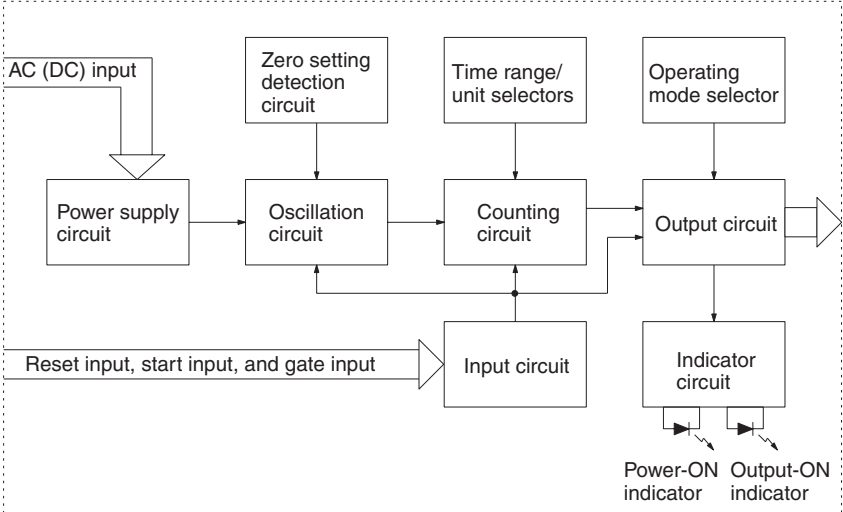 AC (DC) input
Zero setting
detection
circuit
Time range/
unit selectors
Operating
mode selector
Power supply
circuit
Oscillation
circuit
Counting
circuit
Output circuit
Reset input, start input, and gate input
Input circuit
Indicator
circuit
Power-ON
indicator
Output-ON
indicator